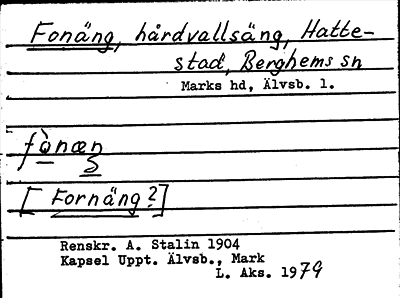 Fonäng, hårdvallsäng, Hatte-
stad, Berghems sn
Marks hd, Älvsb. l.
fònæn
[Fornäng?]
Renskr. A. Stalin 1904
Kapsel Uppt. Älvsb., Mark
L. Aks. 1979